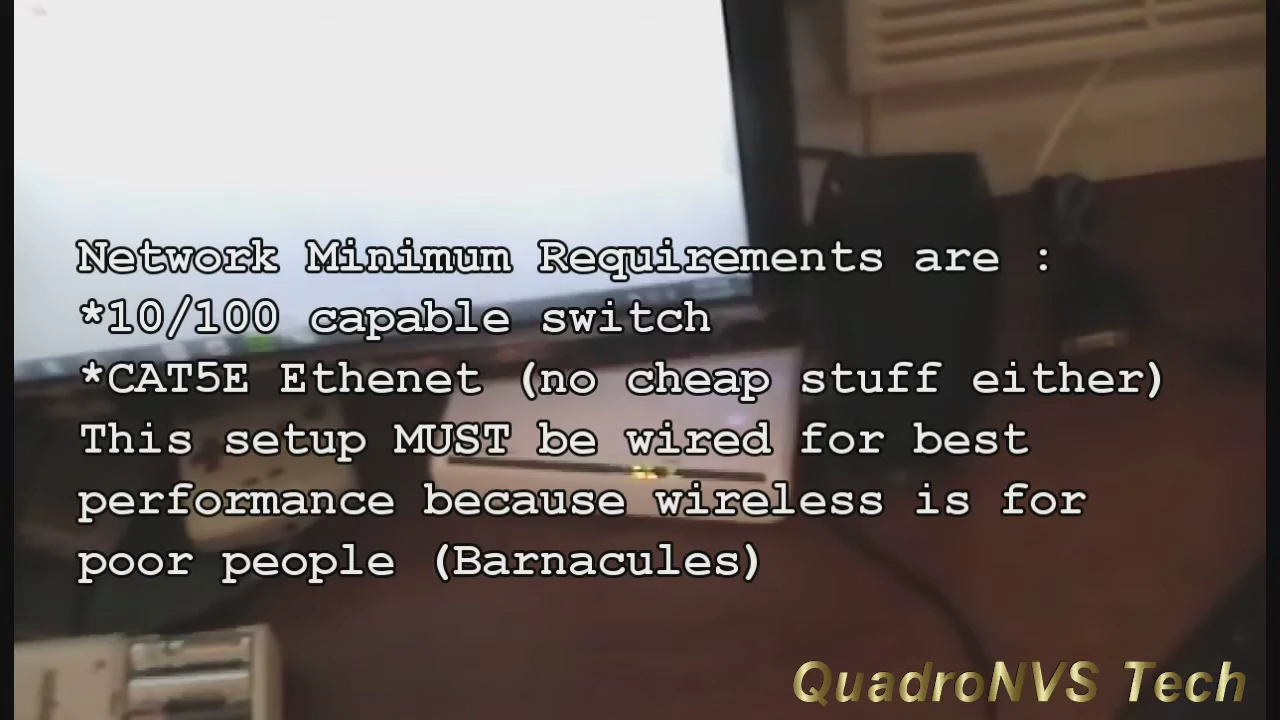 Network Minimum Requirements are :
*10/100 capable switch
*CAT5E Ethenet (no cheap stuff either)
This setup MUST be wired for best
performance because wireless is for
poor people (Barnacules)
QuadroNVS Tech